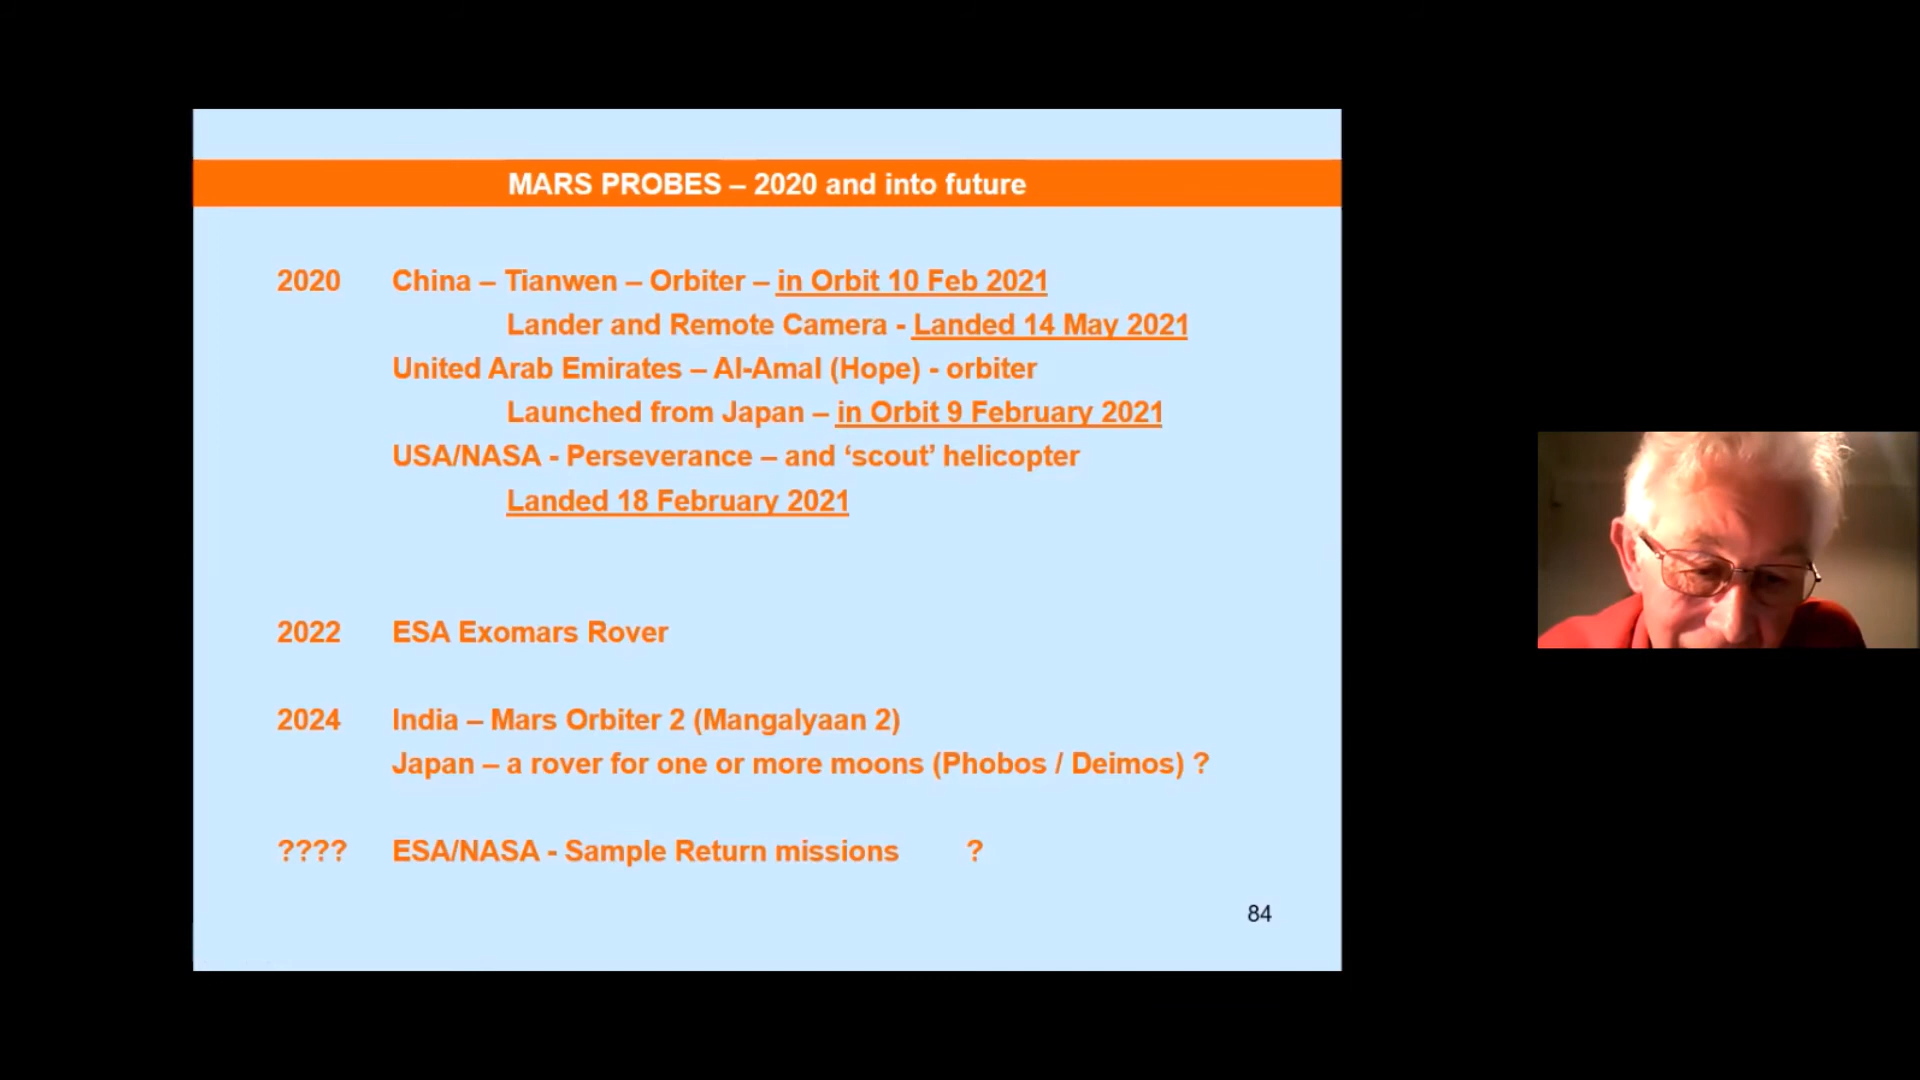 MARS PROBES – 2020 and into future
2020 China – Tianwen – Orbiter – in Orbit 10 Feb 2021
Lander and Remote Camera - Landed 14 May 2021
United Arab Emirates – Al-Amal (Hope) - orbiter
Launched from Japan – in Orbit 9 February 2021
USA/NASA - Perseverance – and ‘scout’ helicopter
Landed 18 February 2021
2022 ESA Exomars Rover
2024 India – Mars Orbiter 2 (Mangalyaan 2)
Japan – a rover for one or more moons (Phobos / Deimos) ?
???? ESA/NASA - Sample Return missions ?
84